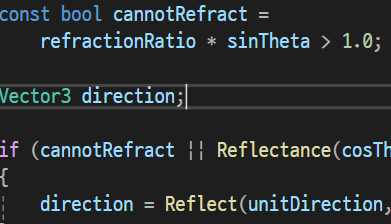 const bool cannotRefract =
refractionRatio * sinTheta > 1.0;
Vector3 direction;
if (cannotRefract || Reflectance(cosTh
{
direction = Reflect(unitDirection,